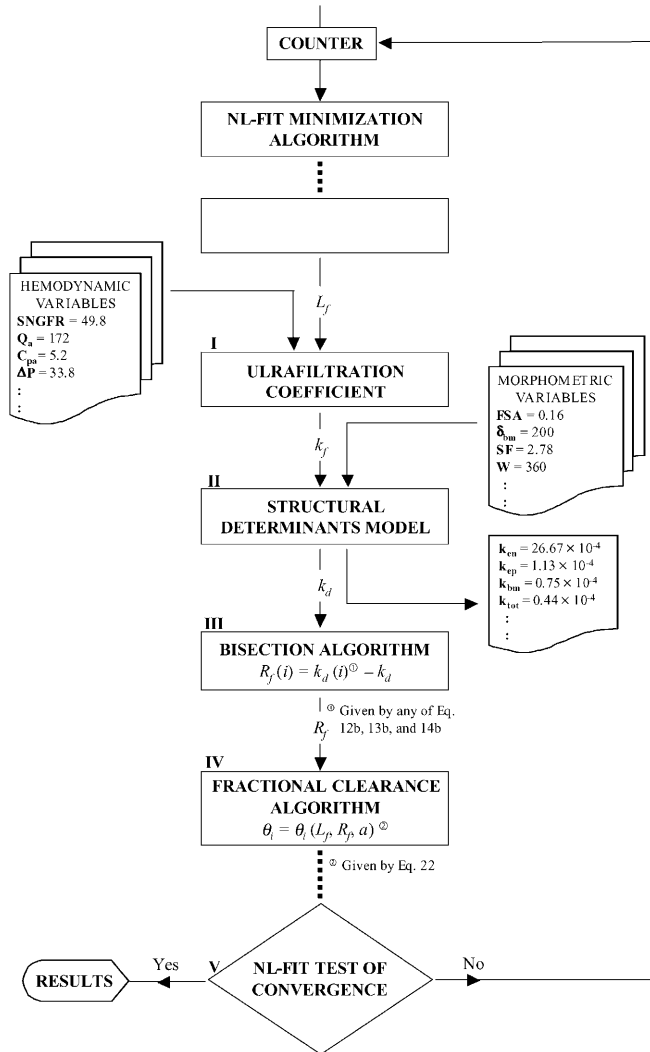 COUNTER
NL-FIT MINIMIZATION
ALGORITHM
L_f
HEMODYNAMIC
VARIABLES
SNGFR = 49.8
Q_a = 172
C_pa = 5.2
ΔP = 33.8
:
:
I
ULRAFILTRATION
COEFFICIENT
k_f
MORPHOMETRIC
VARIABLES
FSA = 0.16
δ_bm = 200
SF = 2.78
W = 360
:
:
II
STRUCTURAL
DETERMINANTS MODEL
k_en = 26.67 × 10^-4
k_ep = 1.13 × 10^-4
k_bm = 0.75 × 10^-4
k_tot = 0.44 × 10^-4
:
:
k_d
III
BISECTION ALGORITHM
R_f (i) = k_d (i)^① – k_d
① Given by any of Eq.
12b, 13b, and 14b
R_f
IV
FRACTIONAL CLEARANCE
ALGORITHM
θ_i = θ_i (L_f, R_f, a) ②
② Given by Eq. 22
V
NL-FIT TEST OF
CONVERGENCE
Yes
No
RESULTS